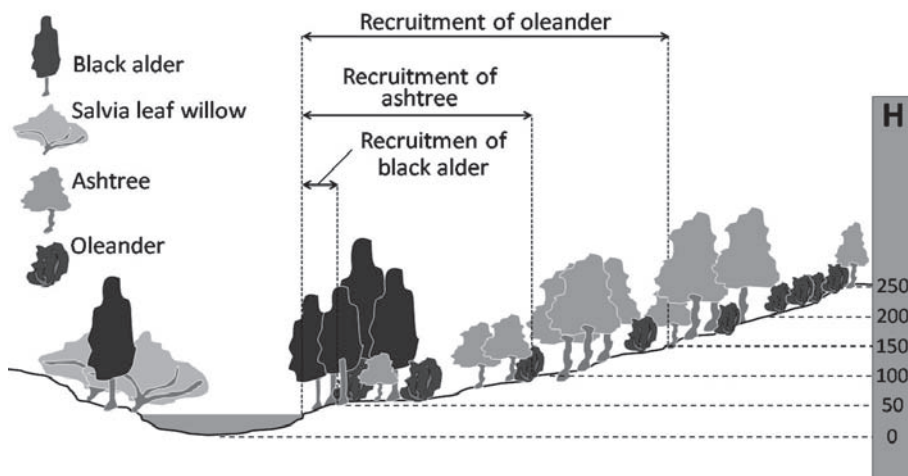 Recruitment of oleander
Black alder
Recruitment of
ashtree
Salvia leaf willow
Recruitmen of
black alder
Ashtree
Oleander
H
250
200
150
100
50
0